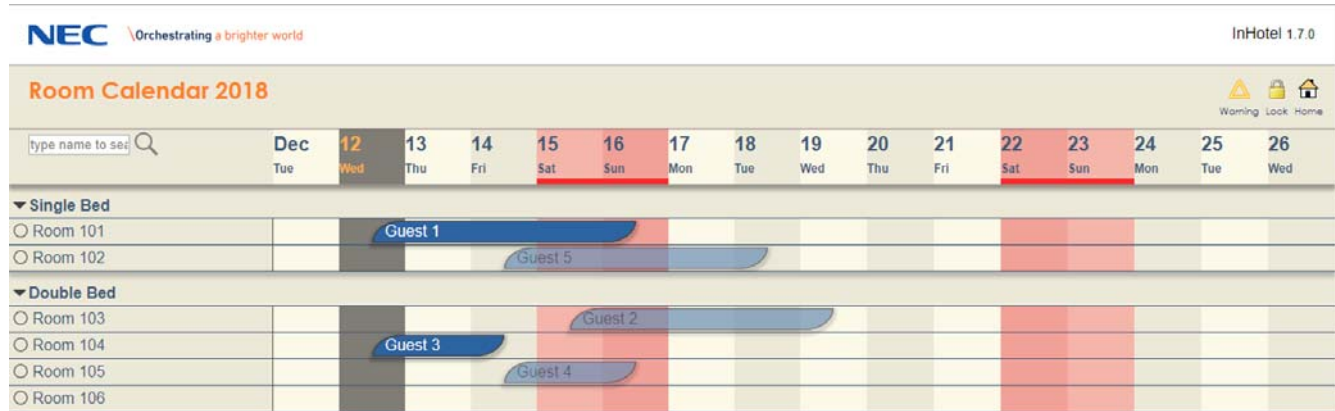 NEC \Orchestrating a brighter world
InHotel 1.7.0
Room Calendar 2018
Warning Lock Home
type name to sea
Dec 12 13 14 15 16 17 18 19 20 21 22 23 24 25 26
Tue Wed Thu Fri Sat Sun Mon Tue Wed Thu Fri Sat Sun Mon Tue Wed
Single Bed
Room 101 Guest 1
Room 102 Guest 5
Double Bed
Room 103 Guest 2
Room 104 Guest 3
Room 105 Guest 4
Room 106